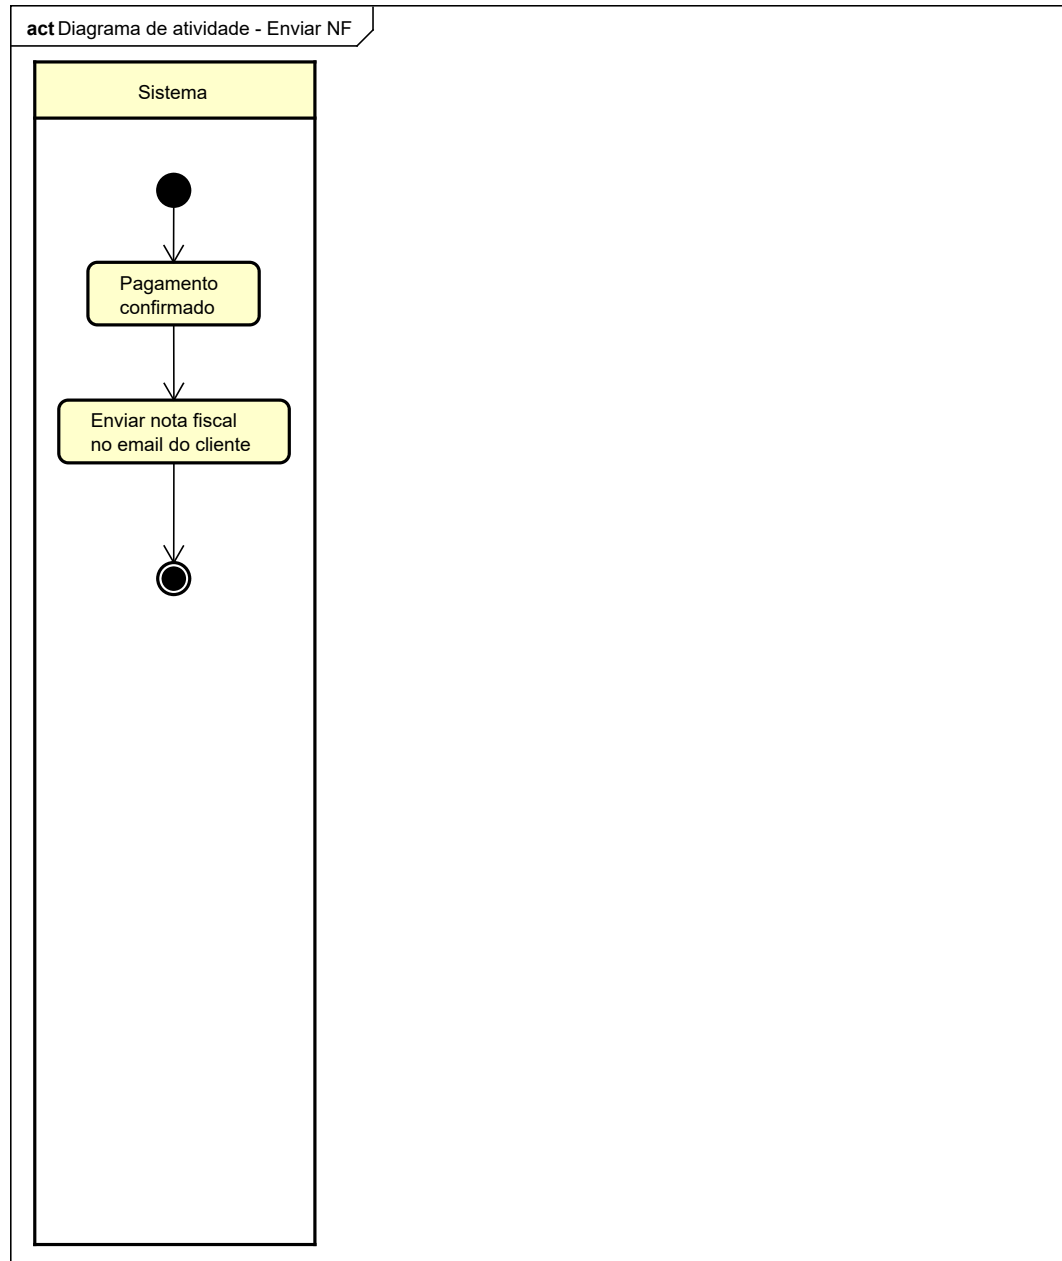 act Diagrama de atividade - Enviar NF
Sistema
Pagamento
confirmado
Enviar nota fiscal
no email do cliente